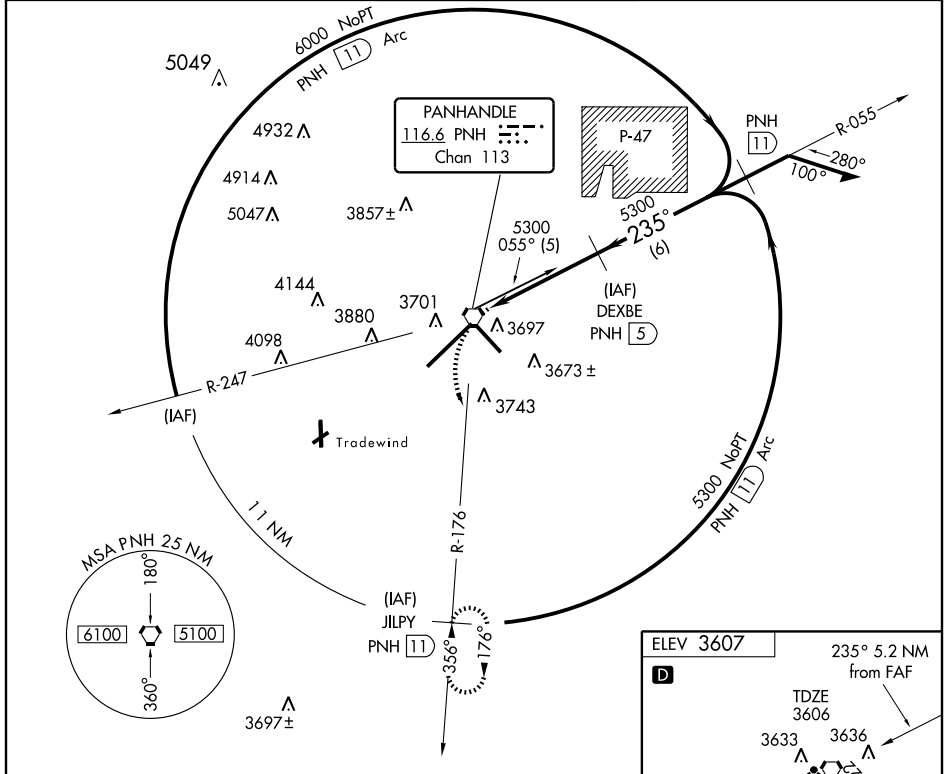 6000 NoPT
PNH 11 Arc
5049
4932
4914
5047
3857±
PANHANDLE
116.6 PNH
Chan 113
P-47
PNH
11
R-055
280°
100°
5300
235°
(6)
5300
055° (5)
(IAF)
DEXBE
PNH 5
4144
3880
3701
3697
4098
3673±
R-247
3743
(IAF)
Tradewind
11 NM
R-176
5300 NoPT
PNH 11 Arc
(IAF)
JILPY
PNH 11
356°
176°
MSA PNH 25 NM
180°
6100
5100
360°
3697±
ELEV 3607
D
235° 5.2 NM
from FAF
TDZE
3606
3633
3636